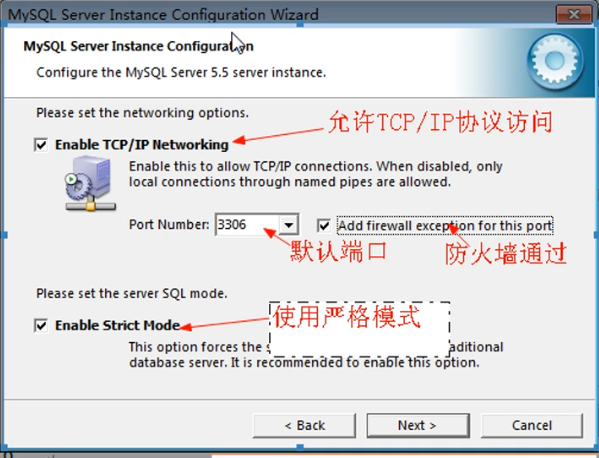 MySQL Server Instance Configuration Wizard
MySQL Server Instance Configuration
Configure the MySQL Server 5.5 server instance.
Please set the networking options.
允许TCP/IP协议访问
Enable TCP/IP Networking
Enable this to allow TCP/IP connections. When disabled, only
local connections through named pipes are allowed.
Port Number: 3306 Add firewall exception for this port
默认端口 防火墙通过
Please set the server SQL mode.
Enable Strict Mode 使用严格模式
This option forces the
database server. It is recommended to enable this option.
< Back Next > Cancel